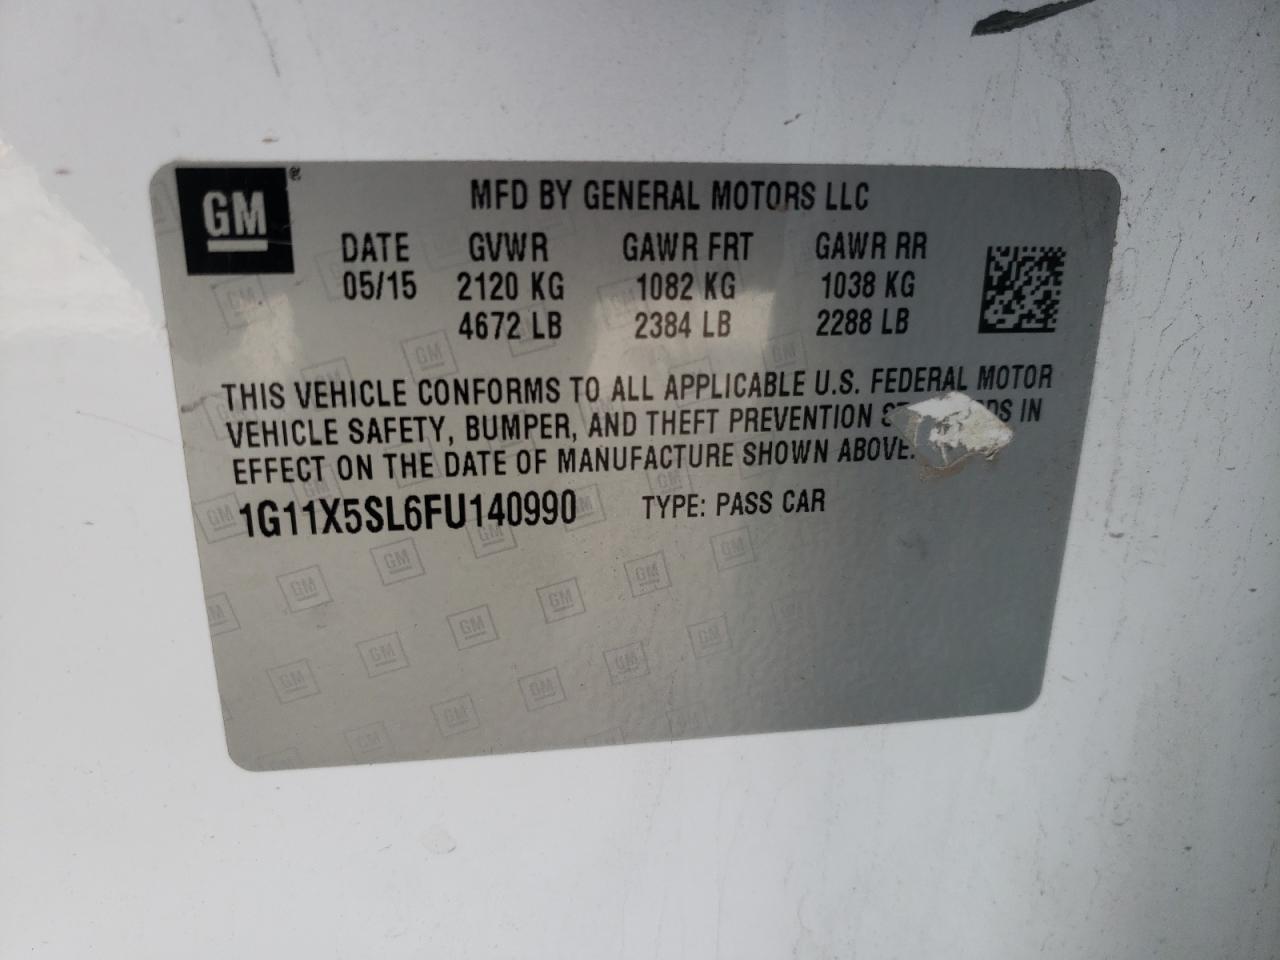 GM®
MFD BY GENERAL MOTORS LLC
DATE GVWR GAWR FRT GAWR RR
05/15 2120 KG 1082 KG 1038 KG
4672 LB 2384 LB 2288 LB
THIS VEHICLE CONFORMS TO ALL APPLICABLE U.S. FEDERAL MOTOR
VEHICLE SAFETY, BUMPER, AND THEFT PREVENTION IN
EFFECT ON THE DATE OF MANUFACTURE SHOWN ABOVE.
1G11X5SL6FU140990 TYPE: PASS CAR